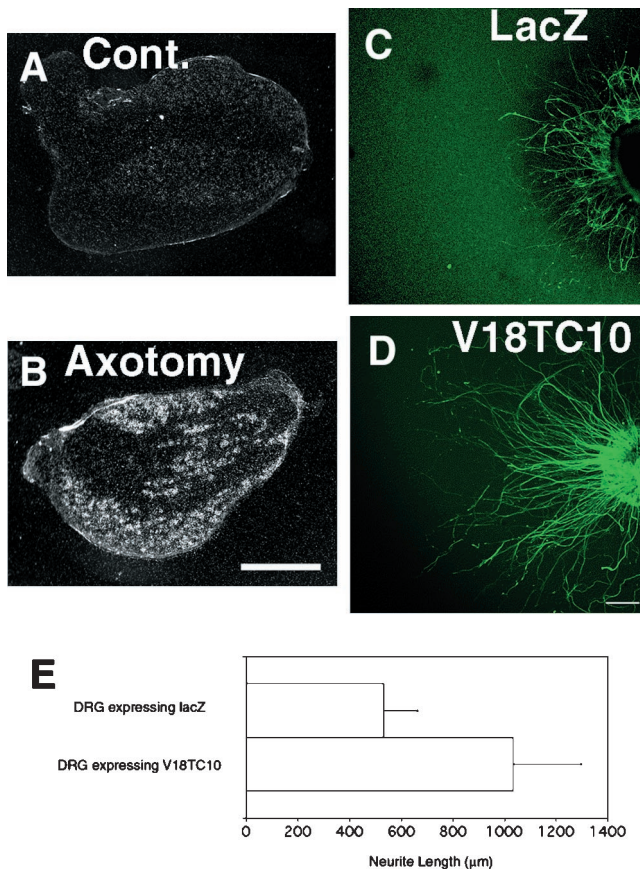 A Cont.
C LacZ
B Axotomy
D V18TC10
E
DRG expressing lacZ
DRG expressing V18TC10
0 200 400 600 800 1000 1200 1400
Neurite Length (µm)